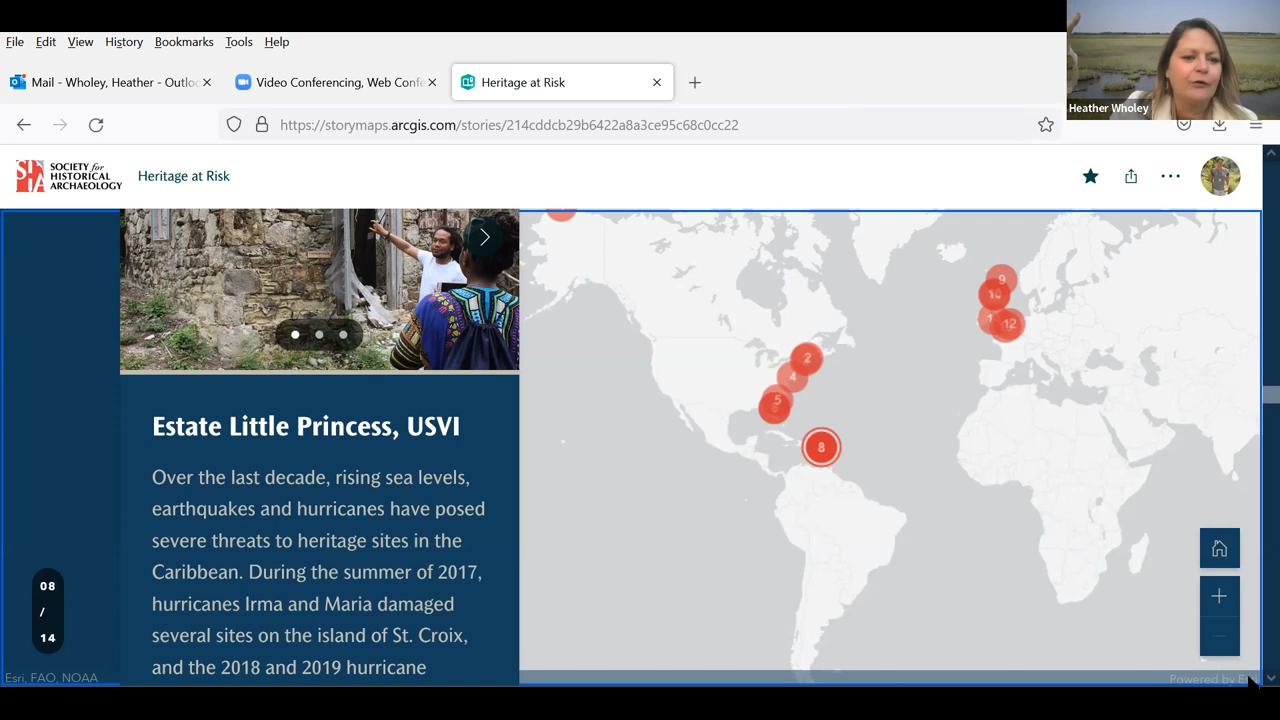 File Edit View History Bookmarks Tools Help
Mail - Wholey, Heather - Outlo
Video Conferencing, Web Confe
Heritage at Risk
Heather Wholey
https://storymaps.arcgis.com/stories/214cddcb29b6422a8a3ce95c68c0cc22
SOCIETY for
HISTORICAL
ARCHAEOLOGY
Heritage at Risk
9
10
12
2
4
5
8
Estate Little Princess, USVI
Over the last decade, rising sea levels,
earthquakes and hurricanes have posed
severe threats to heritage sites in the
Caribbean. During the summer of 2017,
hurricanes Irma and Maria damaged
several sites on the island of St. Croix,
and the 2018 and 2019 hurricane
08
/
14
Esri, FAO, NOAA
Powered by Esri